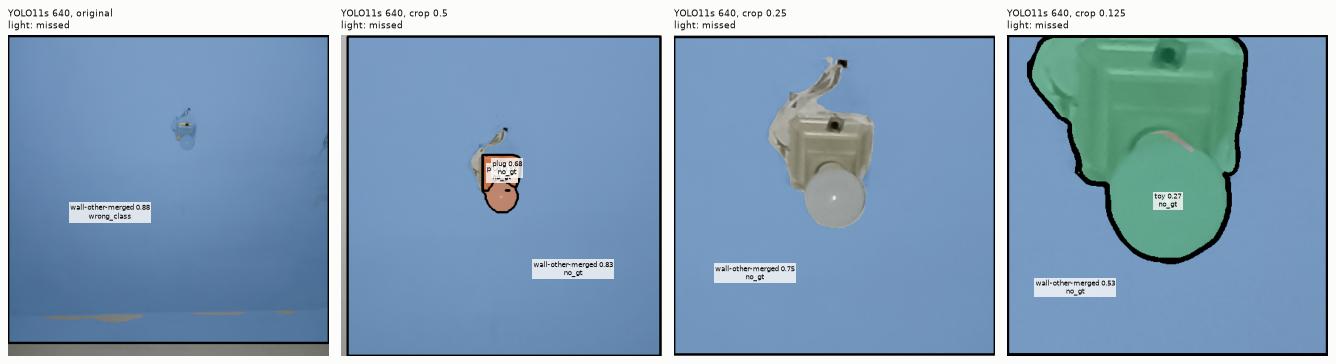 YOLO11s 640, original
light: missed
wall-other-merged 0.88
wrong_class
YOLO11s 640, crop 0.5
light: missed
plug 0.68
no_gt
wall-other-merged 0.83
no_gt
YOLO11s 640, crop 0.25
light: missed
wall-other-merged 0.75
no_gt
YOLO11s 640, crop 0.125
light: missed
toy 0.27
no_gt
wall-other-merged 0.53
no_gt